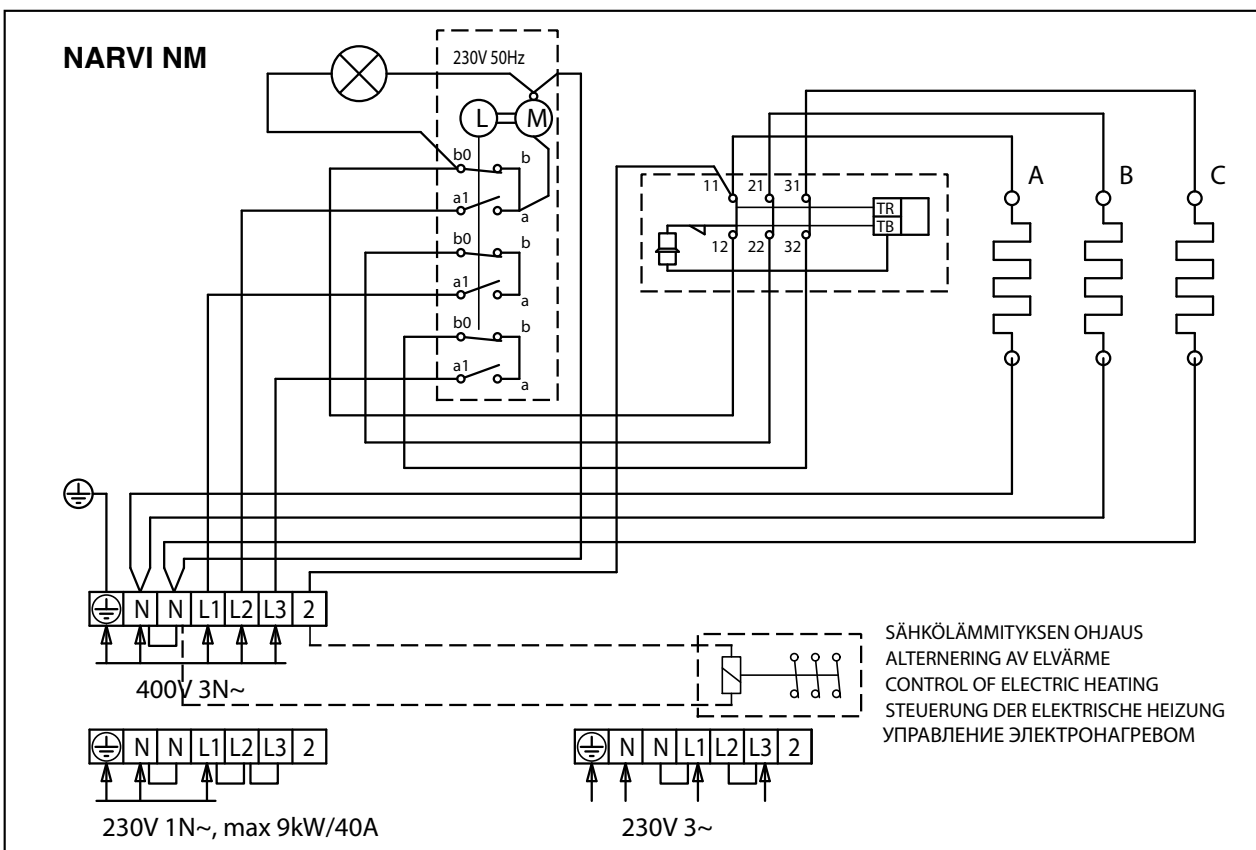 NARVI NM
230V 50Hz
L M
b0 b
a1 a
b0 b
a1 a
b0 b
a1 a
11 21 31
12 22 32
TR
TB
A B C
N N L1 L2 L3 2
400V 3N~
SÄHKÖLÄMMITYKSEN OHJAUS
ALTERNERING AV ELVÄRME
CONTROL OF ELECTRIC HEATING
STEUERUNG DER ELEKTRISCHE HEIZUNG
УПРАВЛЕНИЕ ЭЛЕКТРОНАГРЕВОМ
N N L1 L2 L3 2
230V 1N~, max 9kW/40A
N N L1 L2 L3 2
230V 3~